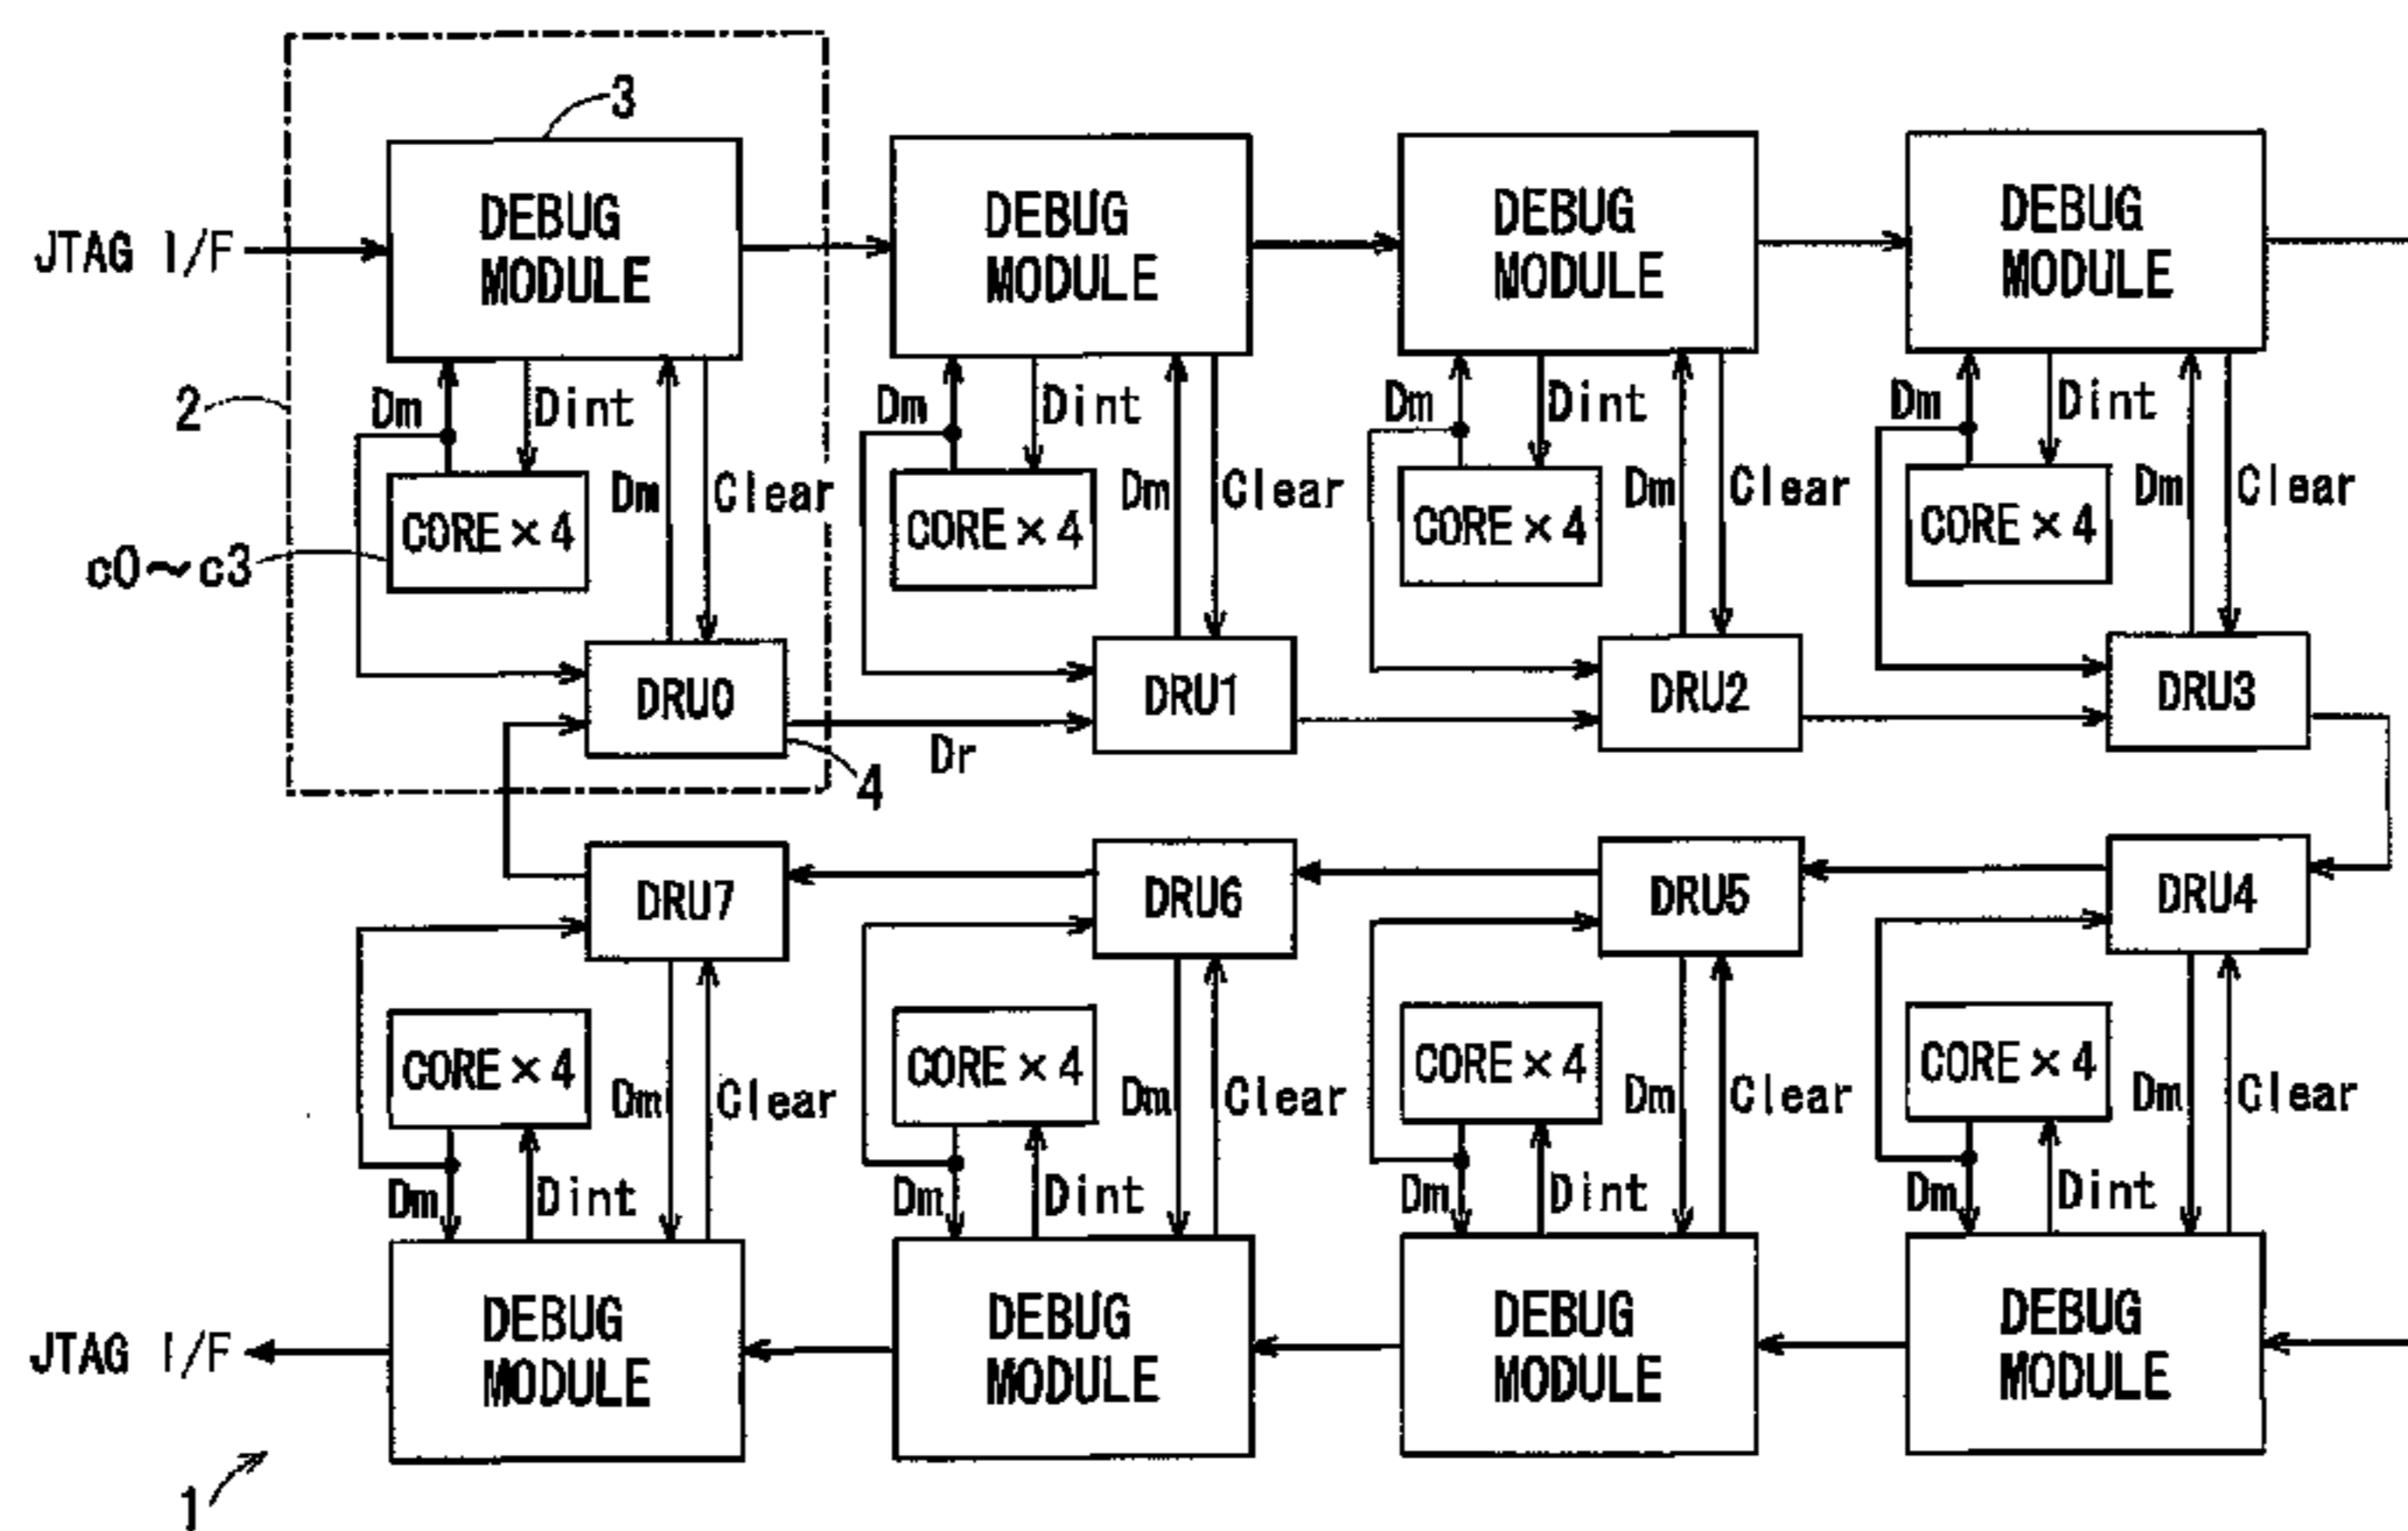 3
DEBUG MODULE
DEBUG MODULE
DEBUG MODULE
DEBUG MODULE
JTAG I/F
2
Dm Dint
Dm Dint
Dm Dint
Dm Dint
Dm Clear
Dm Clear
Dm Clear
Dm Clear
CORE×4
CORE×4
CORE×4
CORE×4
c0~c3
DRU0
DRU1
DRU2
DRU3
Dr
4
DRU7
DRU6
DRU5
DRU4
CORE×4
CORE×4
CORE×4
CORE×4
Dm Clear
Dm Clear
Dm Clear
Dm Clear
Dm Dint
Dm Dint
Dm Dint
Dm Dint
DEBUG MODULE
DEBUG MODULE
DEBUG MODULE
DEBUG MODULE
JTAG I/F
1